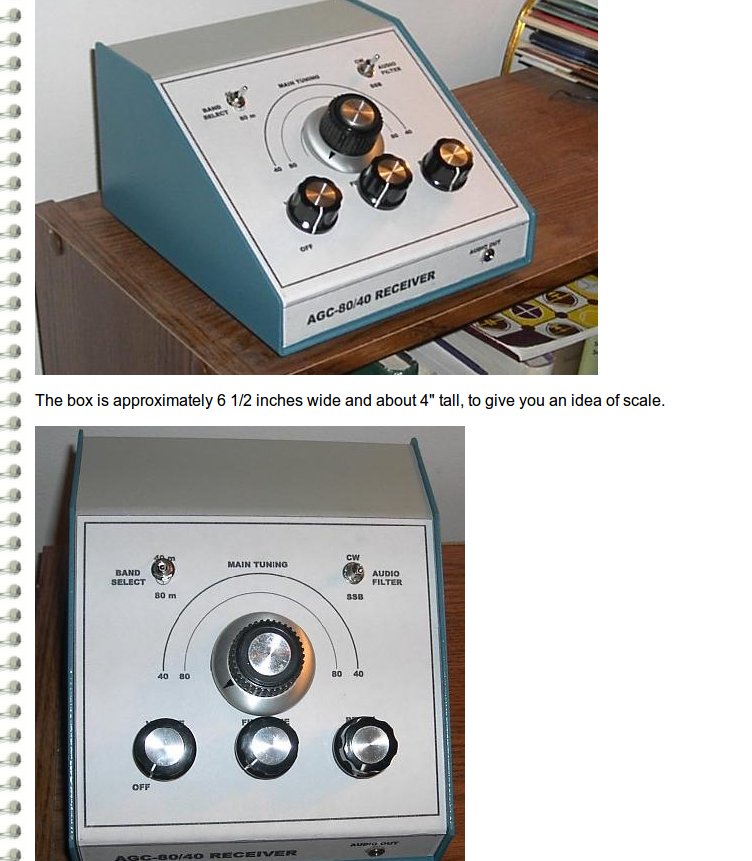 BAND
SELECT
80 m
MAIN TUNING
CW
AUDIO
FILTER
SSB
40
80
80
40
OFF
AUDIO OUT
AGC-80/40 RECEIVER
The box is approximately 6 1/2 inches wide and about 4" tall, to give you an idea of scale.
40 m
BAND
SELECT
80 m
MAIN TUNING
CW
AUDIO
FILTER
SSB
40
80
80
40
OFF
AGC-80/40 RECEIVER
AUDIO OUT